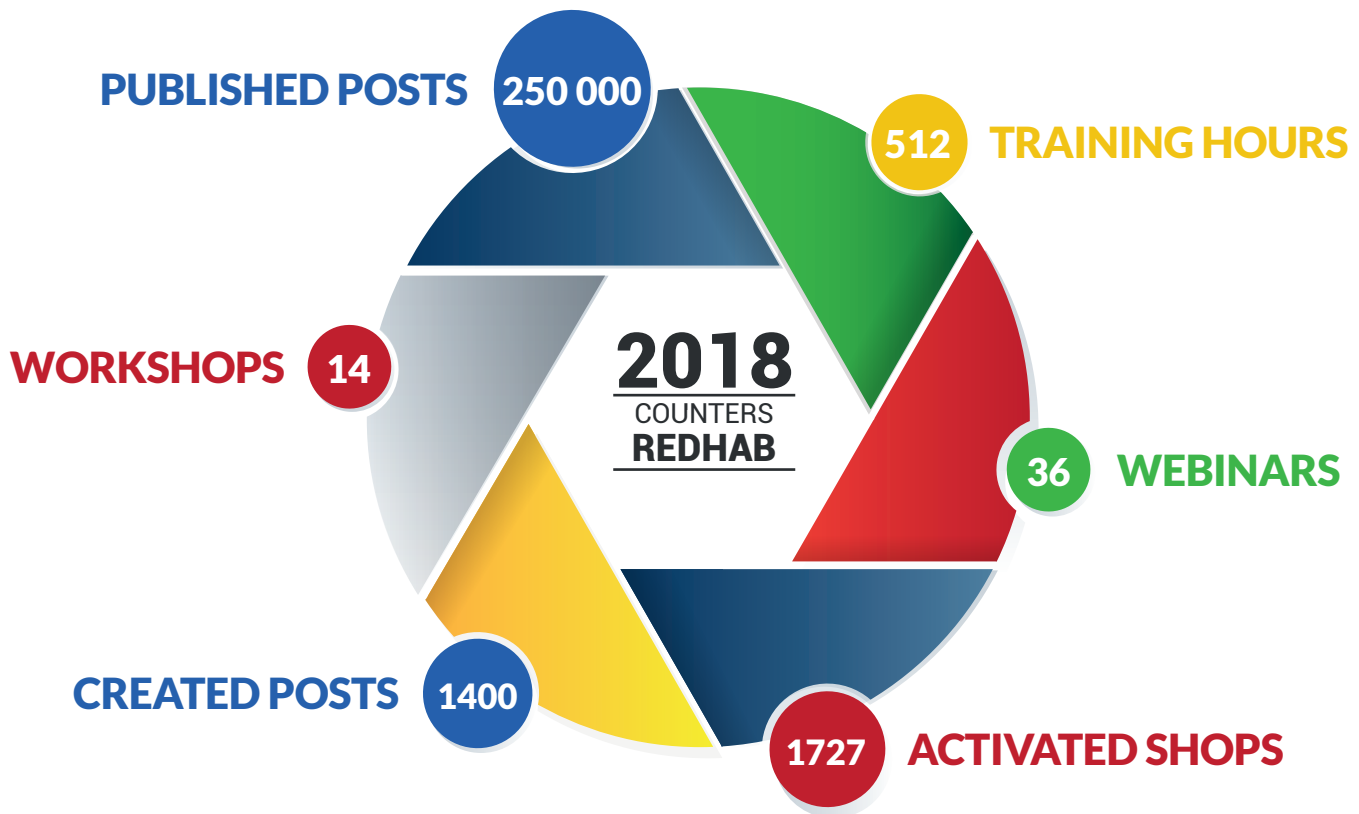 PUBLISHED POSTS
250 000
512
TRAINING HOURS
WORKSHOPS
14
2018
COUNTERS
REDHAB
36
WEBINARS
CREATED POSTS
1400
1727
ACTIVATED SHOPS